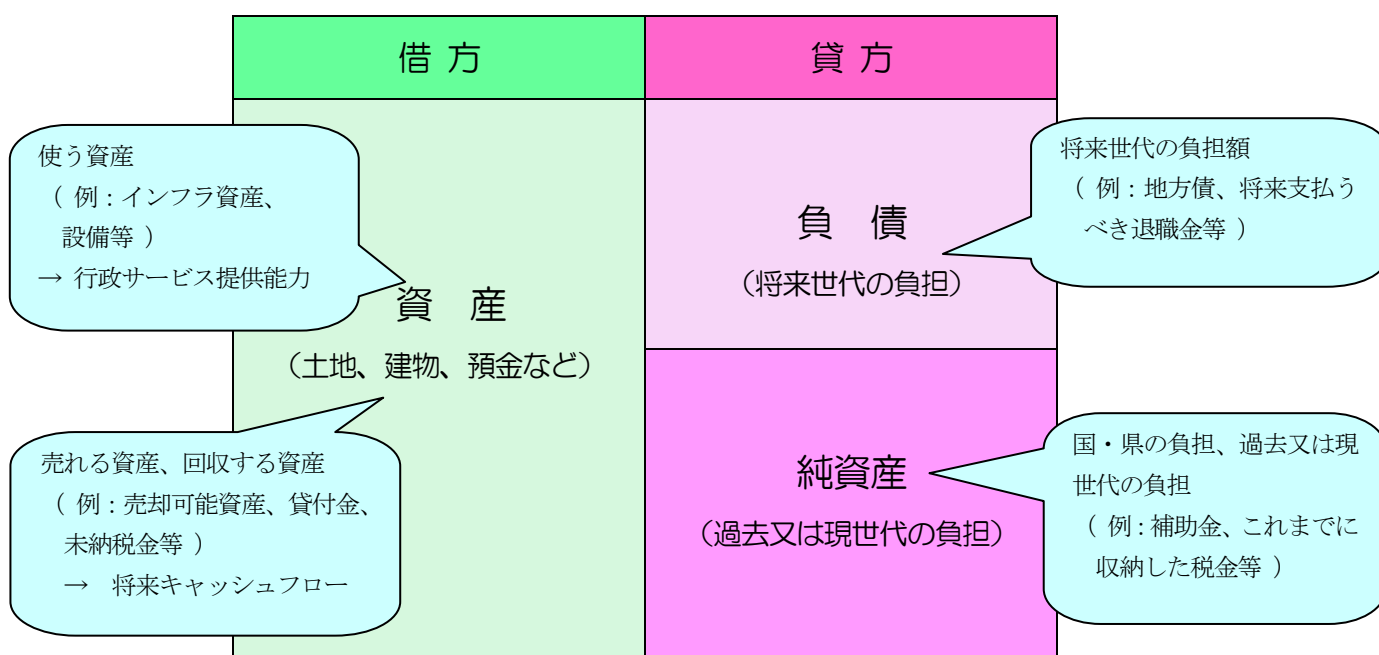 借 方
貸 方
使う資産
（ 例：インフラ資産、
設備等 ）
→ 行政サービス提供能力
資　産
（土地、建物、預金など）
売れる資産、回収する資産
（ 例：売却可能資産、貸付金、
未納税金等 ）
→　将来キャッシュフロー
負　債
（将来世代の負担）
将来世代の負担額
（ 例：地方債、将来支払う
べき退職金等 ）
純資産
（過去又は現世代の負担）
国・県の負担、過去又は現
世代の負担
（ 例：補助金、これまでに
収納した税金等 ）